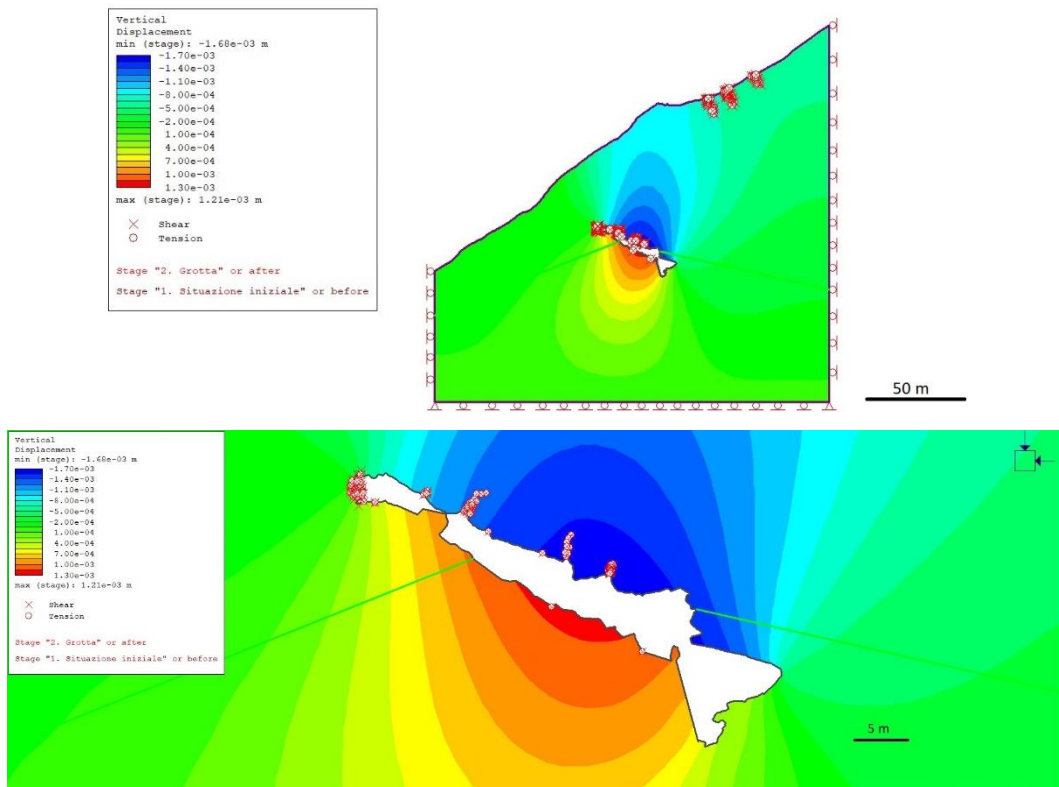 Vertical
Displacement
min (stage): -1.68e-03 m
-1.70e-03
-1.40e-03
-1.10e-03
-8.00e-04
-5.00e-04
-2.00e-04
1.00e-04
4.00e-04
7.00e-04
1.00e-03
1.30e-03
max (stage): 1.21e-03 m
Shear
Tension
Stage "2. Grotta" or after
Stage "1. Situazione iniziale" or before
50 m
Vertical
Displacement
min (stage): -1.68e-03 m
-1.70e-03
-1.40e-03
-1.10e-03
-8.00e-04
-5.00e-04
-2.00e-04
1.00e-04
4.00e-04
7.00e-04
1.00e-03
1.30e-03
max (stage): 1.21e-03 m
Shear
Tension
Stage "2. Grotta" or after
Stage "1. Situazione iniziale" or before
5 m